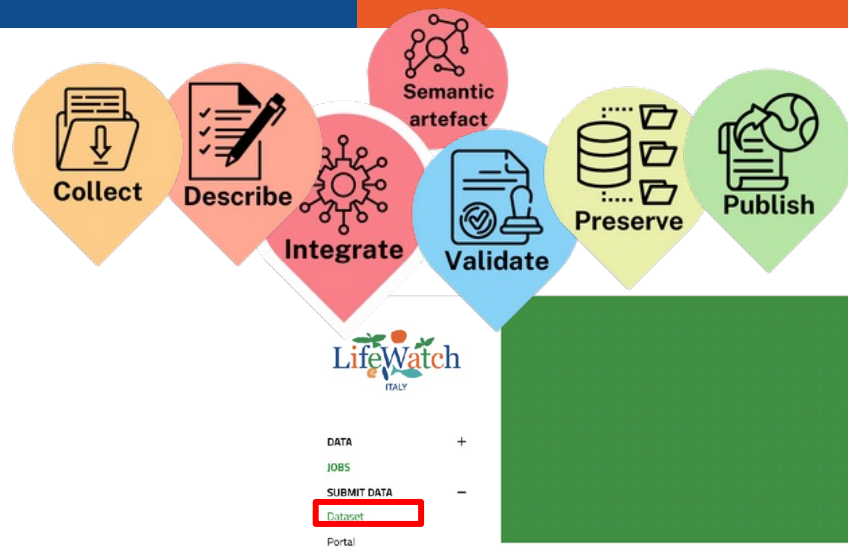 Semantic
artefact
Collect
Describe
Integrate
Validate
Preserve
Publish
LifeWatch
ITALY
DATA +
JOBS
SUBMIT DATA −
Dataset
Portal